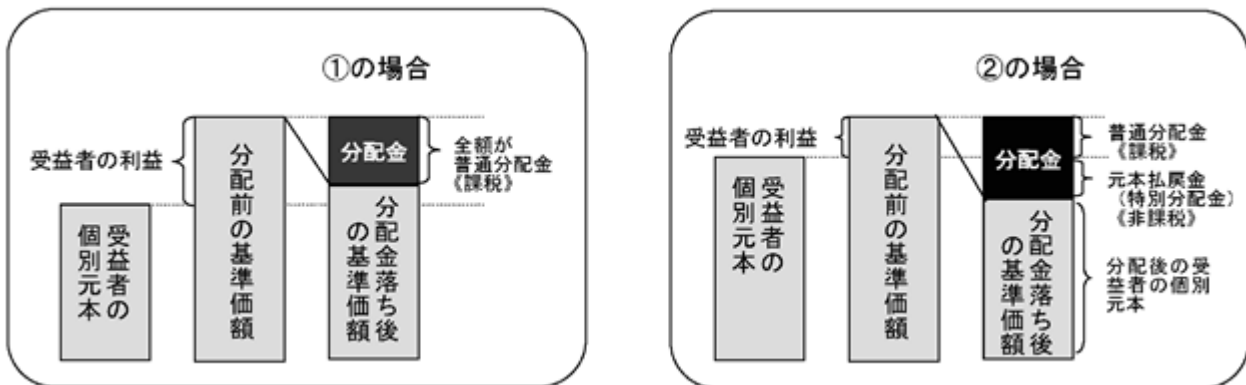 ①の場合
受益者の利益
受益者の
個別元本
分配前の基準価額
分配金
分配金落ち後
の基準価額
全額が
普通分配金
《課税》
②の場合
受益者の利益
受益者の
個別元本
分配前の基準価額
分配金
分配金落ち後
の基準価額
普通分配金
《課税》
元本払戻金
(特別分配金)
《非課税》
分配後の受
益者の個別
元本